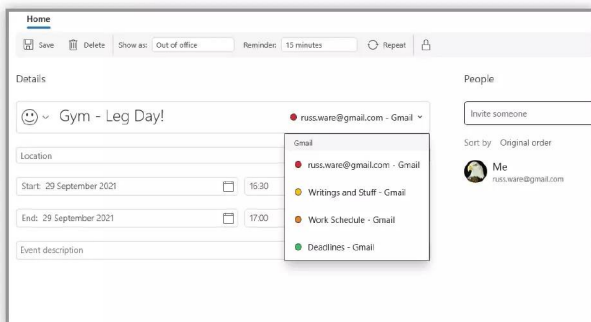 Home
Save Delete Show as: Out of office Reminder: 15 minutes Repeat
Details
People
Gym - Leg Day!
russ.ware@gmail.com - Gmail
Invite someone
Gmail
Sort by Original order
Location
russ.ware@gmail.com - Gmail
Me
russ.ware@gmail.com
Start: 29 September 2021
16:30
Writings and Stuff - Gmail
End: 29 September 2021
17:00
Work Schedule - Gmail
Event description
Deadlines - Gmail